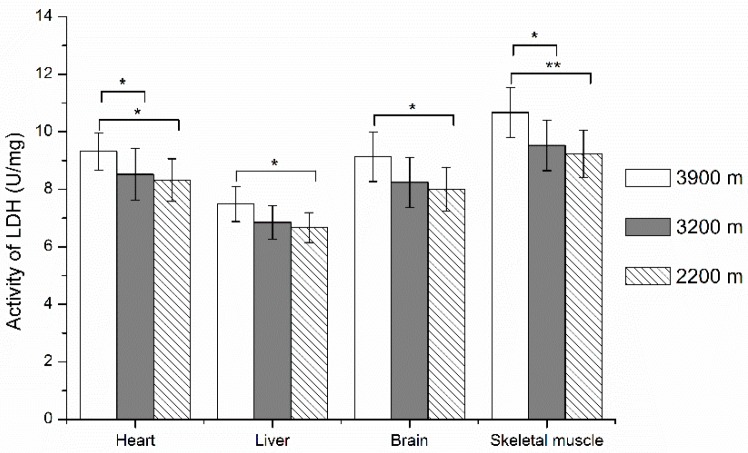 14
12
10
8
6
4
2
0
Activity of LDH (U/mg)
*
*
*
*
*
**
Heart
Liver
Brain
Skeletal muscle
3900 m
3200 m
2200 m